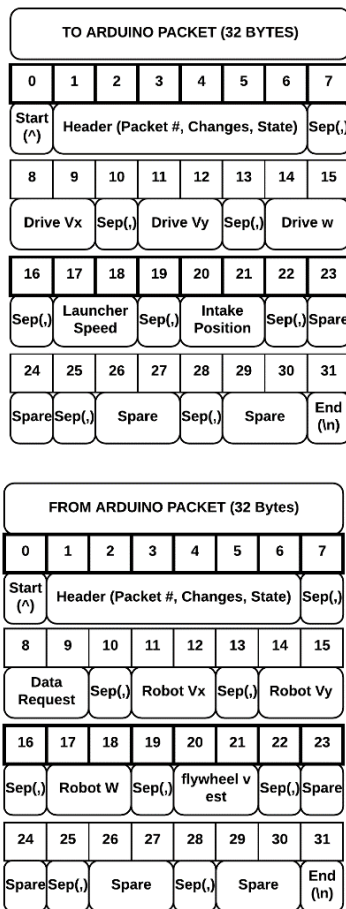 TO ARDUINO PACKET (32 BYTES)
0 1 2 3 4 5 6 7
Start (^) Header (Packet #, Changes, State) Sep(,)
8 9 10 11 12 13 14 15
Drive Vx Sep(,) Drive Vy Sep(,) Drive w
16 17 18 19 20 21 22 23
Sep(,) Launcher Speed Sep(,) Intake Position Sep(,) Spare
24 25 26 27 28 29 30 31
Spare Sep(,) Spare Sep(,) Spare End (\n)
FROM ARDUINO PACKET (32 Bytes)
0 1 2 3 4 5 6 7
Start (^) Header (Packet #, Changes, State) Sep(,)
8 9 10 11 12 13 14 15
Data Request Sep(,) Robot Vx Sep(,) Robot Vy
16 17 18 19 20 21 22 23
Sep(,) Robot W Sep(,) flywheel v est Sep(,) Spare
24 25 26 27 28 29 30 31
Spare Sep(,) Spare Sep(,) Spare End (\n)